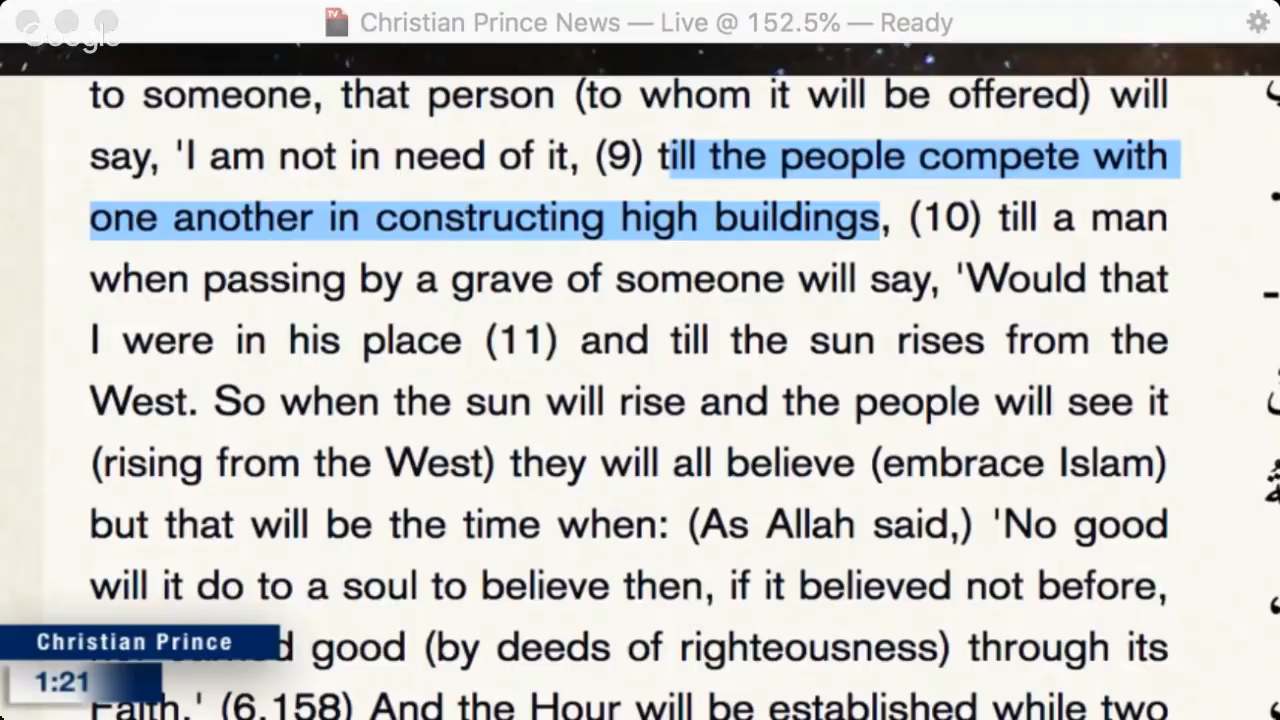 Christian Prince News — Live @ 152.5% — Ready
Google
to someone, that person (to whom it will be offered) will
say, 'I am not in need of it, (9) till the people compete with
one another in constructing high buildings, (10) till a man
when passing by a grave of someone will say, 'Would that
I were in his place (11) and till the sun rises from the
West. So when the sun will rise and the people will see it
(rising from the West) they will all believe (embrace Islam)
but that will be the time when: (As Allah said,) 'No good
will it do to a soul to believe then, if it believed not before,
good (by deeds of righteousness) through its
Faith.' (6.158) And the Hour will be established while two
Christian Prince
1:21